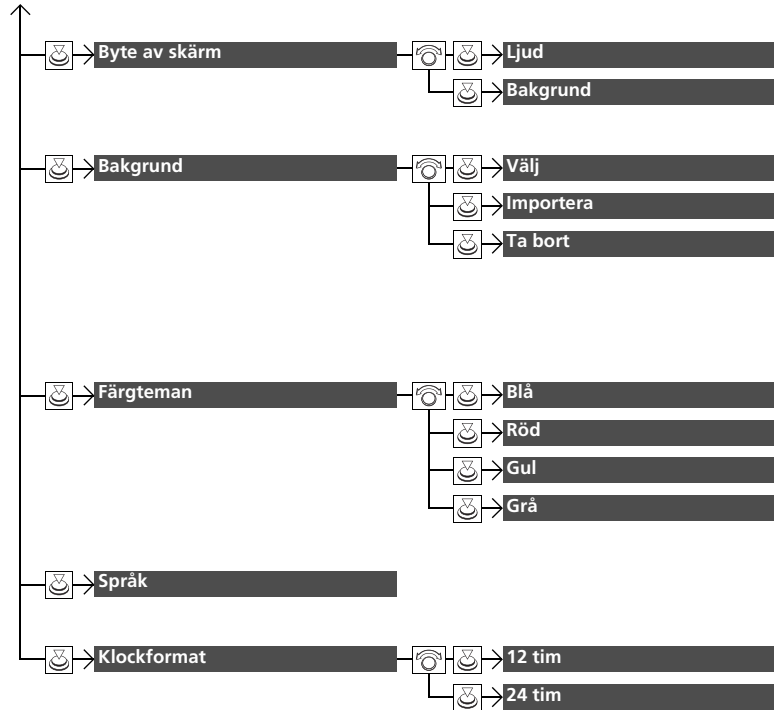 Byte av skärm
Ljud
Bakgrund
Bakgrund
Välj
Importera
Ta bort
Färgteman
Blå
Röd
Gul
Grå
Språk
Klockformat
12 tim
24 tim